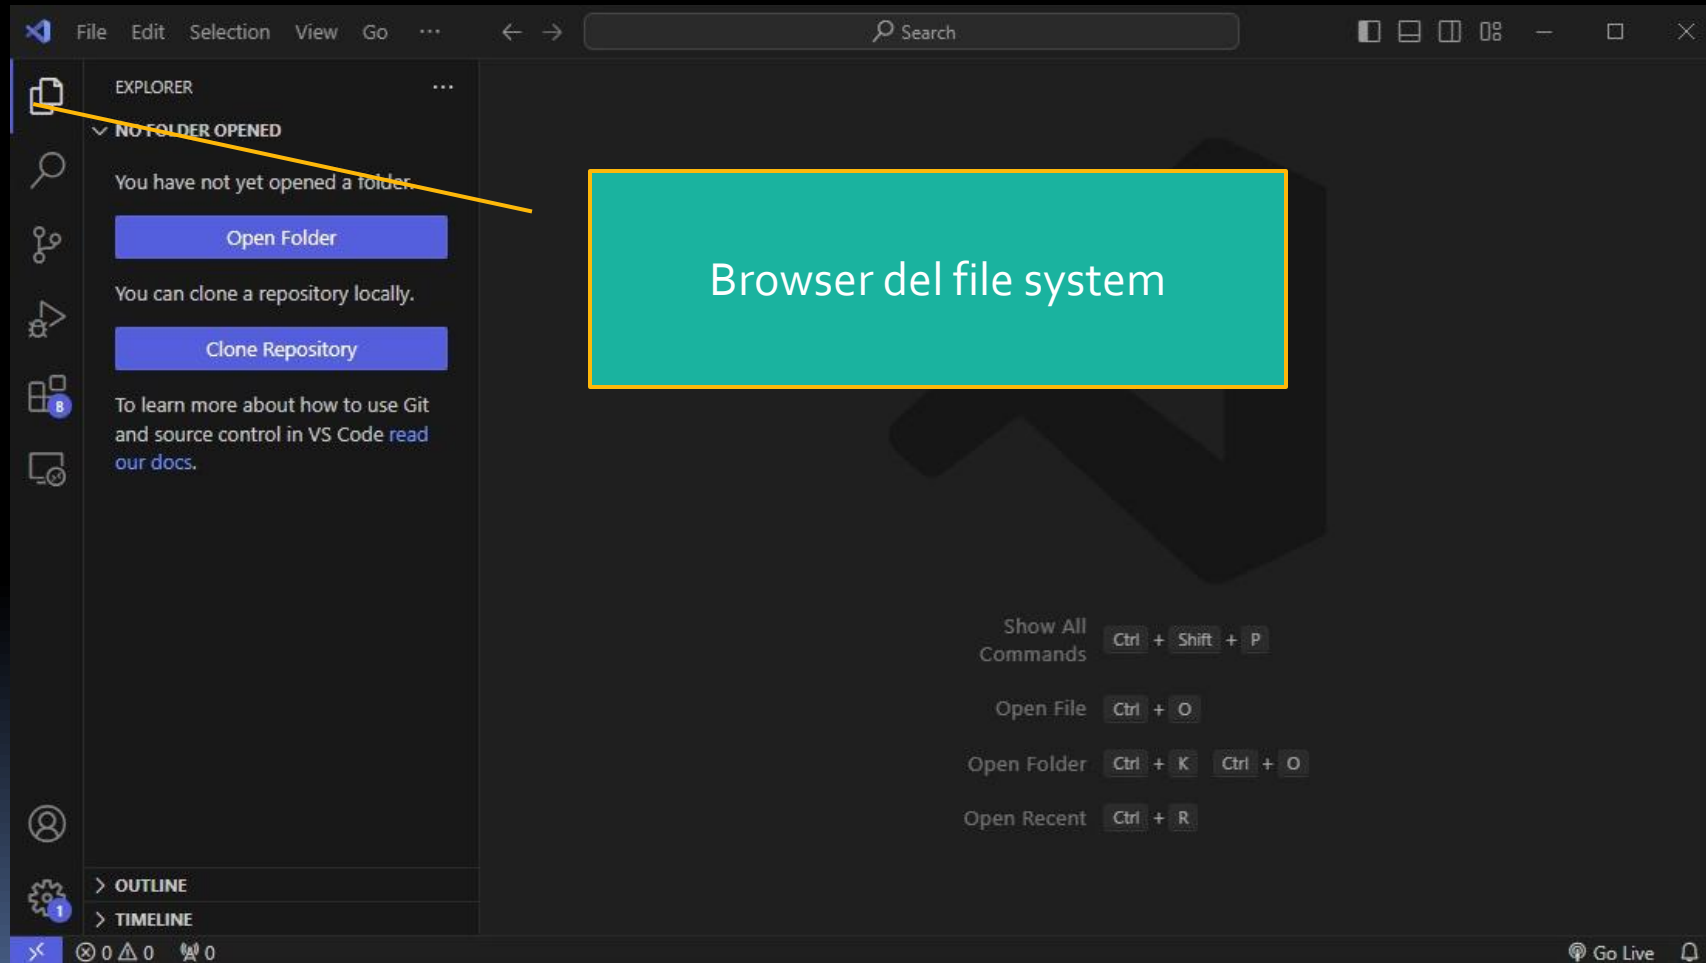 File Edit Selection View Go ···
Search
EXPLORER ···
NO FOLDER OPENED
You have not yet opened a folder.
Open Folder
You can clone a repository locally.
Clone Repository
To learn more about how to use Git
and source control in VS Code read
our docs.
8
Browser del file system
Show All
Commands Ctrl + Shift + P
Open File Ctrl + O
Open Folder Ctrl + K Ctrl + O
Open Recent Ctrl + R
OUTLINE
1
TIMELINE
0 0 0
Go Live